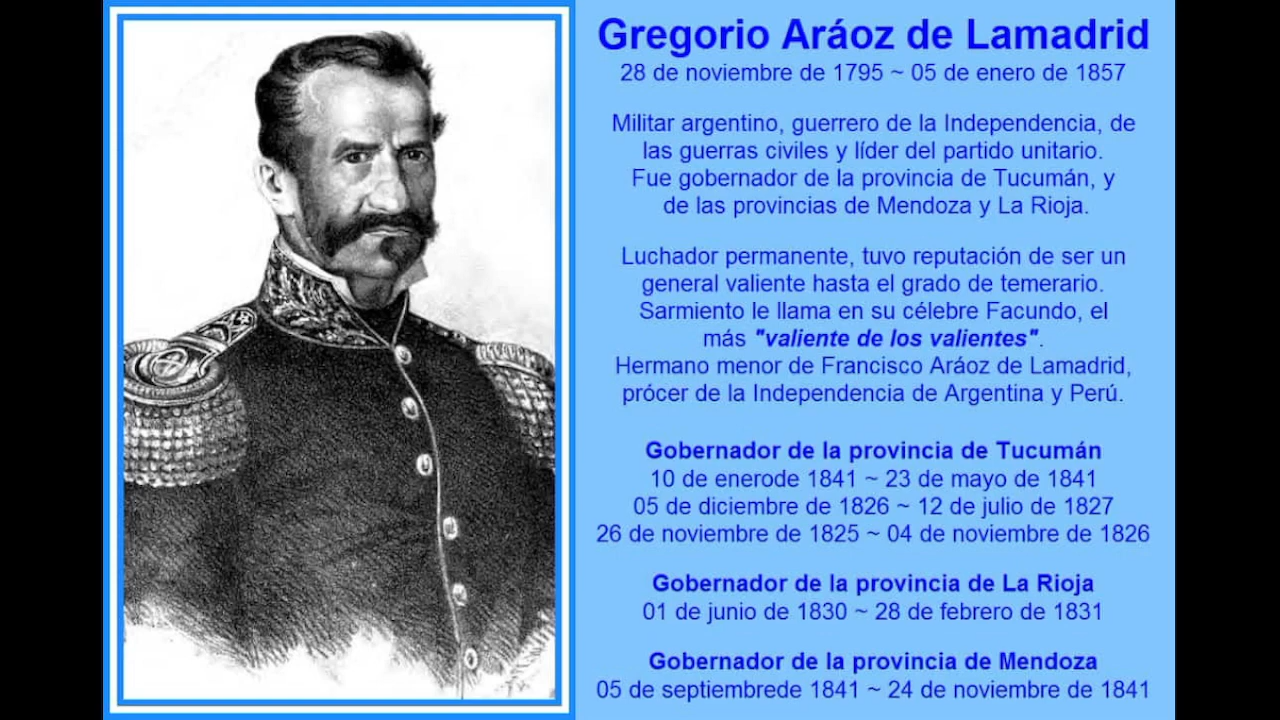 Gregorio Aráoz de Lamadrid
28 de noviembre de 1795 ~ 05 de enero de 1857
Militar argentino, guerrero de la Independencia, de
las guerras civiles y líder del partido unitario.
Fue gobernador de la provincia de Tucumán, y
de las provincias de Mendoza y La Rioja.
Luchador permanente, tuvo reputación de ser un
general valiente hasta el grado de temerario.
Sarmiento le llama en su célebre Facundo, el
más "valiente de los valientes".
Hermano menor de Francisco Aráoz de Lamadrid,
prócer de la Independencia de Argentina y Perú.
Gobernador de la provincia de Tucumán
10 de enerode 1841 ~ 23 de mayo de 1841
05 de diciembre de 1826 ~ 12 de julio de 1827
26 de noviembre de 1825 ~ 04 de noviembre de 1826
Gobernador de la provincia de La Rioja
01 de junio de 1830 ~ 28 de febrero de 1831
Gobernador de la provincia de Mendoza
05 de septiembrede 1841 ~ 24 de noviembre de 1841